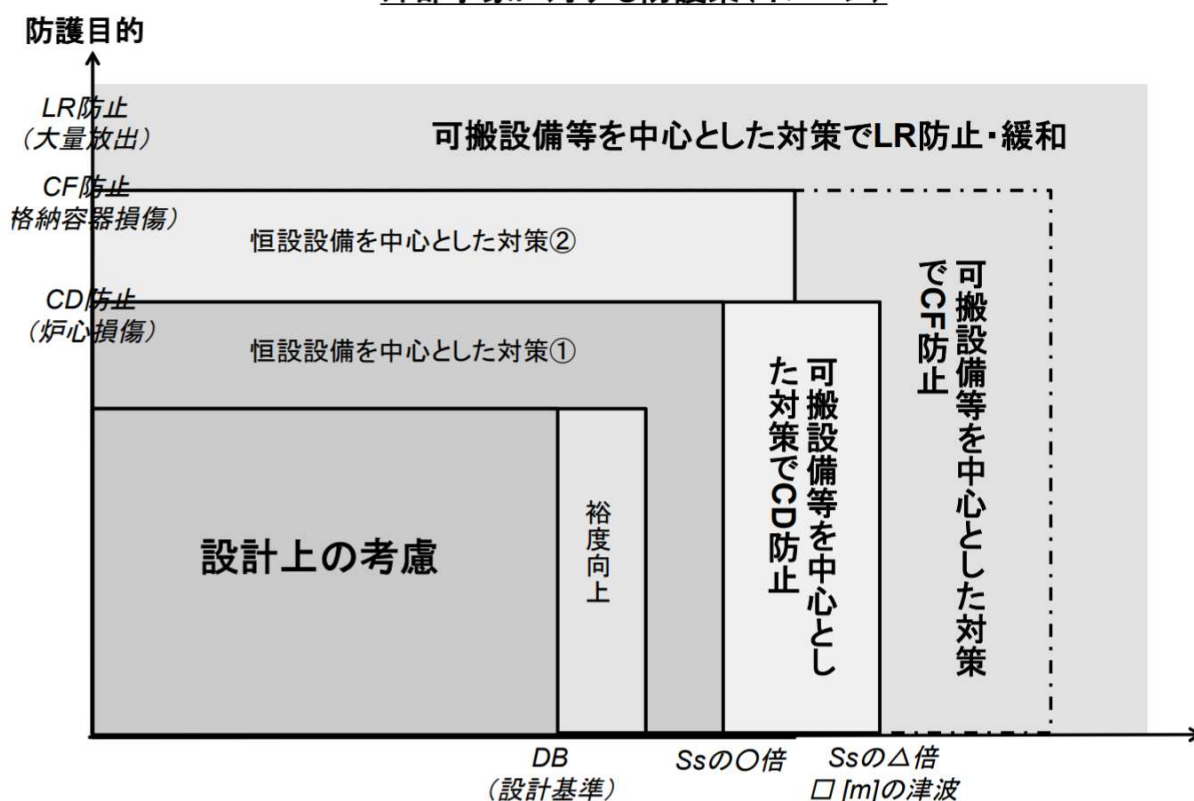 防護目的
LR防止
（大量放出）
可搬設備等を中心とした対策でLR防止・緩和
CF防止
格納容器損傷）
恒設設備を中心とした対策②
CD防止
（炉心損傷）
恒設設備を中心とした対策①
可搬設備等を中心とし
た対策でCD防止
可搬設備等を中心とした対策
でCF防止
設計上の考慮
裕度向上
DB
（設計基準）
Ssの〇倍
Ssの△倍
□ [m]の津波